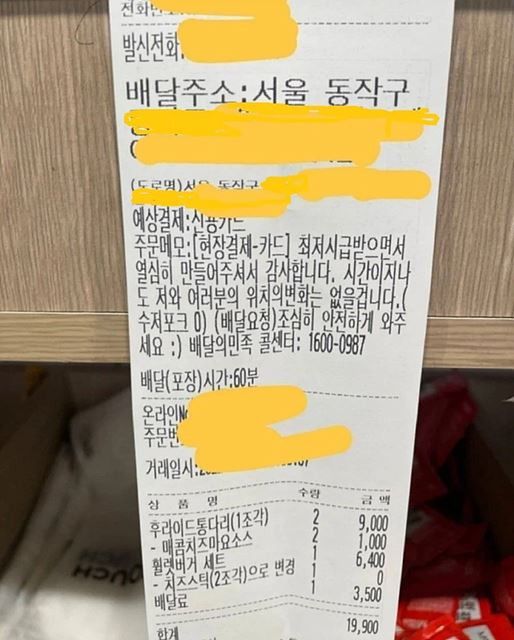 전화번호
발신전화:
배달주소:서울 동작구
(도로명)서울 동작구
예상결제:신용카드
주문메모:[현장결제-카드] 최저시급받으면서
열심히 만들어주셔서 감사합니다. 시간이지나
도 저와 여러분의 위치의변화는 없을겁니다.(
수저포크 O) (배달요청)조심히 안전하게 와주
세요 :) 배달의민족 콜센터: 1600-0987
배달(포장)시간:60분
온라인
주문번
거래일시:
상 품 명 수량 금 액
후라이드통다리(1조각) 2 9,000
- 매콤치즈마요소스 2 1,000
휠렛버거 세트 1 6,400
- 치즈스틱(2조각)으로 변경 1 0
배달료 1 3,500
합계 19,900